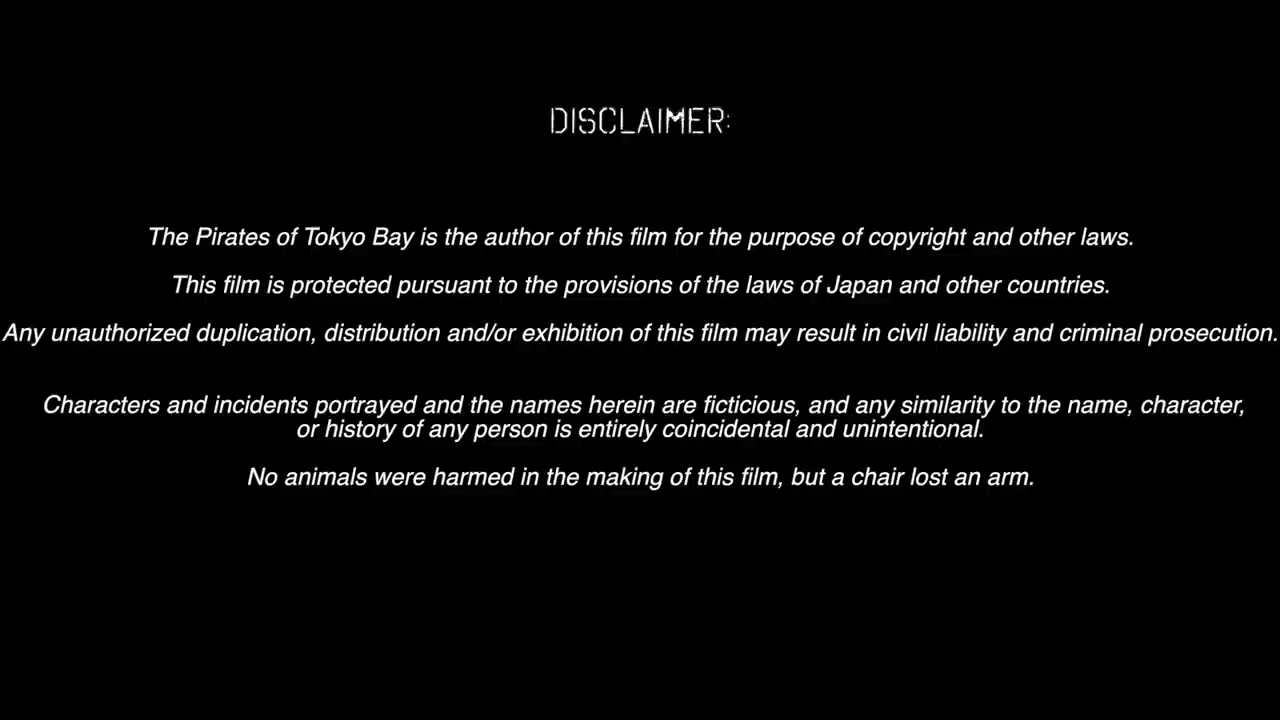 DISCLAIMER:
The Pirates of Tokyo Bay is the author of this film for the purpose of copyright and other laws.
This film is protected pursuant to the provisions of the laws of Japan and other countries.
Any unauthorized duplication, distribution and/or exhibition of this film may result in civil liability and criminal prosecution.
Characters and incidents portrayed and the names herein are ficticious, and any similarity to the name, character,
or history of any person is entirely coincidental and unintentional.
No animals were harmed in the making of this film, but a chair lost an arm.